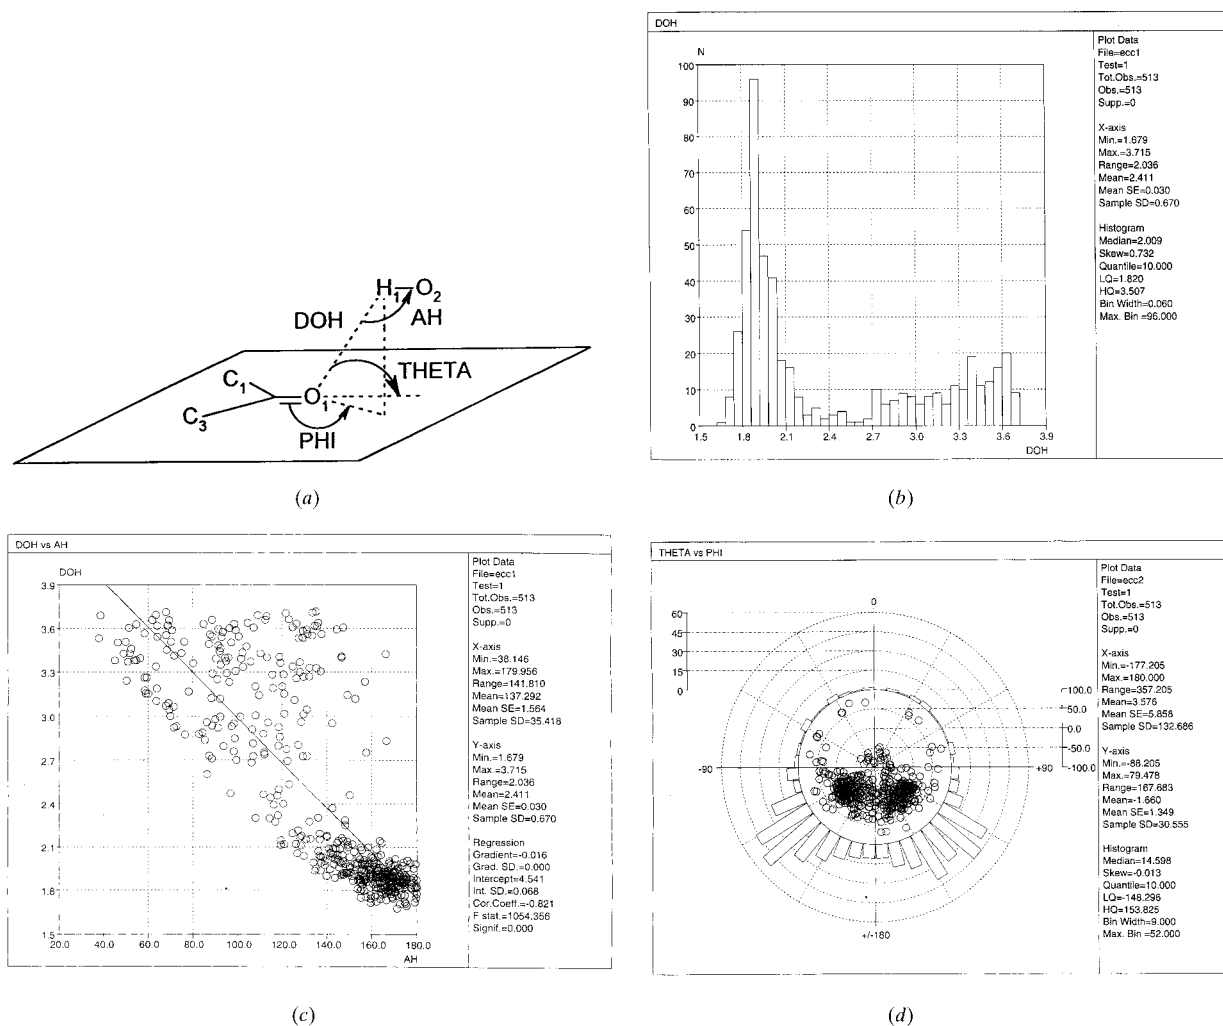 H1—O2
DOH
AH
THETA
C1
O1
C3
PHI
(a)
DOH
N
100
90
80
70
60
50
40
30
20
10
0
1.5 1.8 2.1 2.4 2.7 3.0 3.3 3.6 3.9
DOH
Plot Data
File=ecc1
Test=1
Tot.Obs.=513
Obs.=513
Supp.=0
X-axis
Min.=1.679
Max.=3.715
Range=2.036
Mean=2.411
Mean SE=0.030
Sample SD=0.670
Histogram
Median=2.009
Skew=0.732
Quantile=10.000
LQ=1.820
HQ=3.507
Bin Width=0.060
Max. Bin =96.000
(b)
DOH vs AH
DOH
3.9
3.6
3.3
3.0
2.7
2.4
2.1
1.8
1.5
20.0 40.0 60.0 80.0 100.0 120.0 140.0 160.0 180.0
AH
Plot Data
File=ecc1
Test=1
Tot.Obs=513
Obs.=513
Supp.=0
X-axis
Min.=38.146
Max.=179.956
Range=141.810
Mean=137.292
Mean SE=1.564
Sample SD=35.418
Y-axis
Min.=1.679
Max.=3.715
Range=2.036
Mean=2.411
Mean SE=0.030
Sample SD=0.670
Regression
Gradient=-0.016
Grad. SD.=0.000
Intercept=4.541
Int. SD.=0.068
Cor.Coeff.=-0.821
F stat.=1054.356
Signif.=0.000
(c)
THETA vs PHI
0
60
45
30
15
0
100.0
50.0
0.0
-50.0
-100.0
-90
+90
+/-180
Plot Data
File=ecc2
Test=1
Tot.Obs.=513
Obs.=513
Supp.=0
X-axis
Min.=-177.205
Max.=180.000
Range=357.205
Mean=3.576
Mean SE=5.858
Sample SD=132.686
Y-axis
Min.=-88.205
Max.=79.478
Range=167.683
Mean=-1.660
Mean SE=1.349
Sample SD=30.555
Histogram
Median=14.598
Skew=-0.013
Quantile=10.000
LQ=-148.296
HQ=153.825
Bin Width=9.000
Max. Bin=52.000
(d)